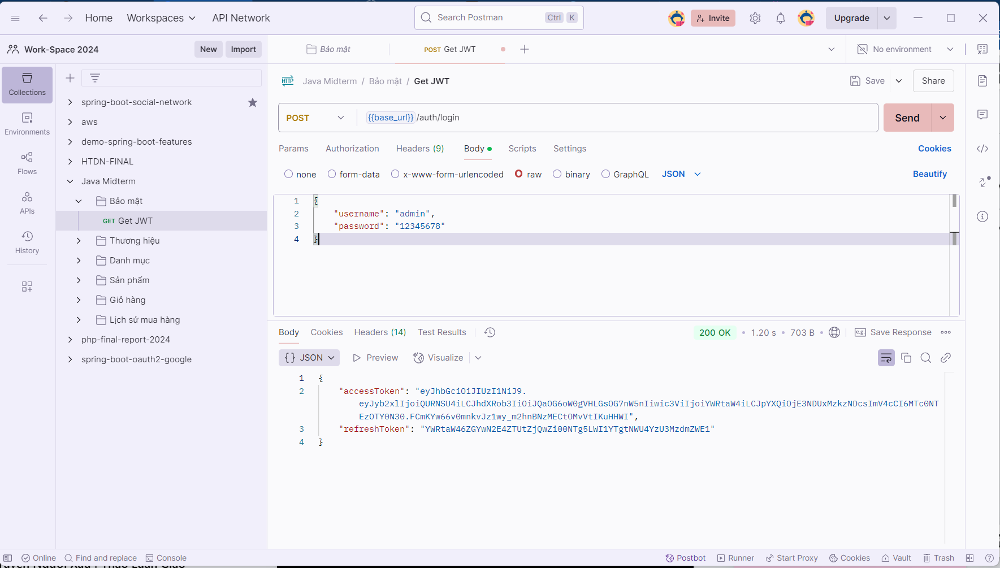 Home Workspaces API Network Search Postman Ctrl K Invite Upgrade
Work-Space 2024 New Import
Bảo mật POST Get JWT No environment
Collections
Environments
Flows
APIs
History
spring-boot-social-network
aws
demo-spring-boot-features
HTDN-FINAL
Java Midterm
Bảo mật
GET Get JWT
Thương hiệu
Danh mục
Sản phẩm
Giỏ hàng
Lịch sử mua hàng
php-final-report-2024
spring-boot-oauth2-google
HTTP Java Midterm / Bảo mật / Get JWT Save Share
POST {{base_url}}/auth/login Send
Params Authorization Headers (9) Body Scripts Settings Cookies
none form-data x-www-form-urlencoded raw binary GraphQL JSON Beautify
1 {
2 "username": "admin",
3 "password": "12345678"
4 }
Body Cookies Headers (14) Test Results 200 OK • 1.20 s • 703 B • e.g. Save Response
{} JSON Preview Visualize
1 {
2 "accessToken": "eyJhbGciOiJIUzI1NiJ9.
eyJyb2xlIjoiQURNSU4iLCJhdXRob3IiOiJQaOG6oW0gVHLGsOG7nW5nIiwic3ViIjoiYWRtaW4iLCJpYXQiOjE3NDUxMzkzNDcsImV4cCI6MTc0NT
EzOTY0N30.FCmKYw66v0mnkvJz1wy_m2hnBNzMECtOMvVtIKuHHWI",
3 "refreshToken": "YWRtaW46ZGYwN2E4ZTUtZjQwZi00NTg5LWI1YTgtNWU4YzU3MzdmZWE1"
4 }
Online Find and replace Console Postbot Runner Start Proxy Cookies Vault Trash